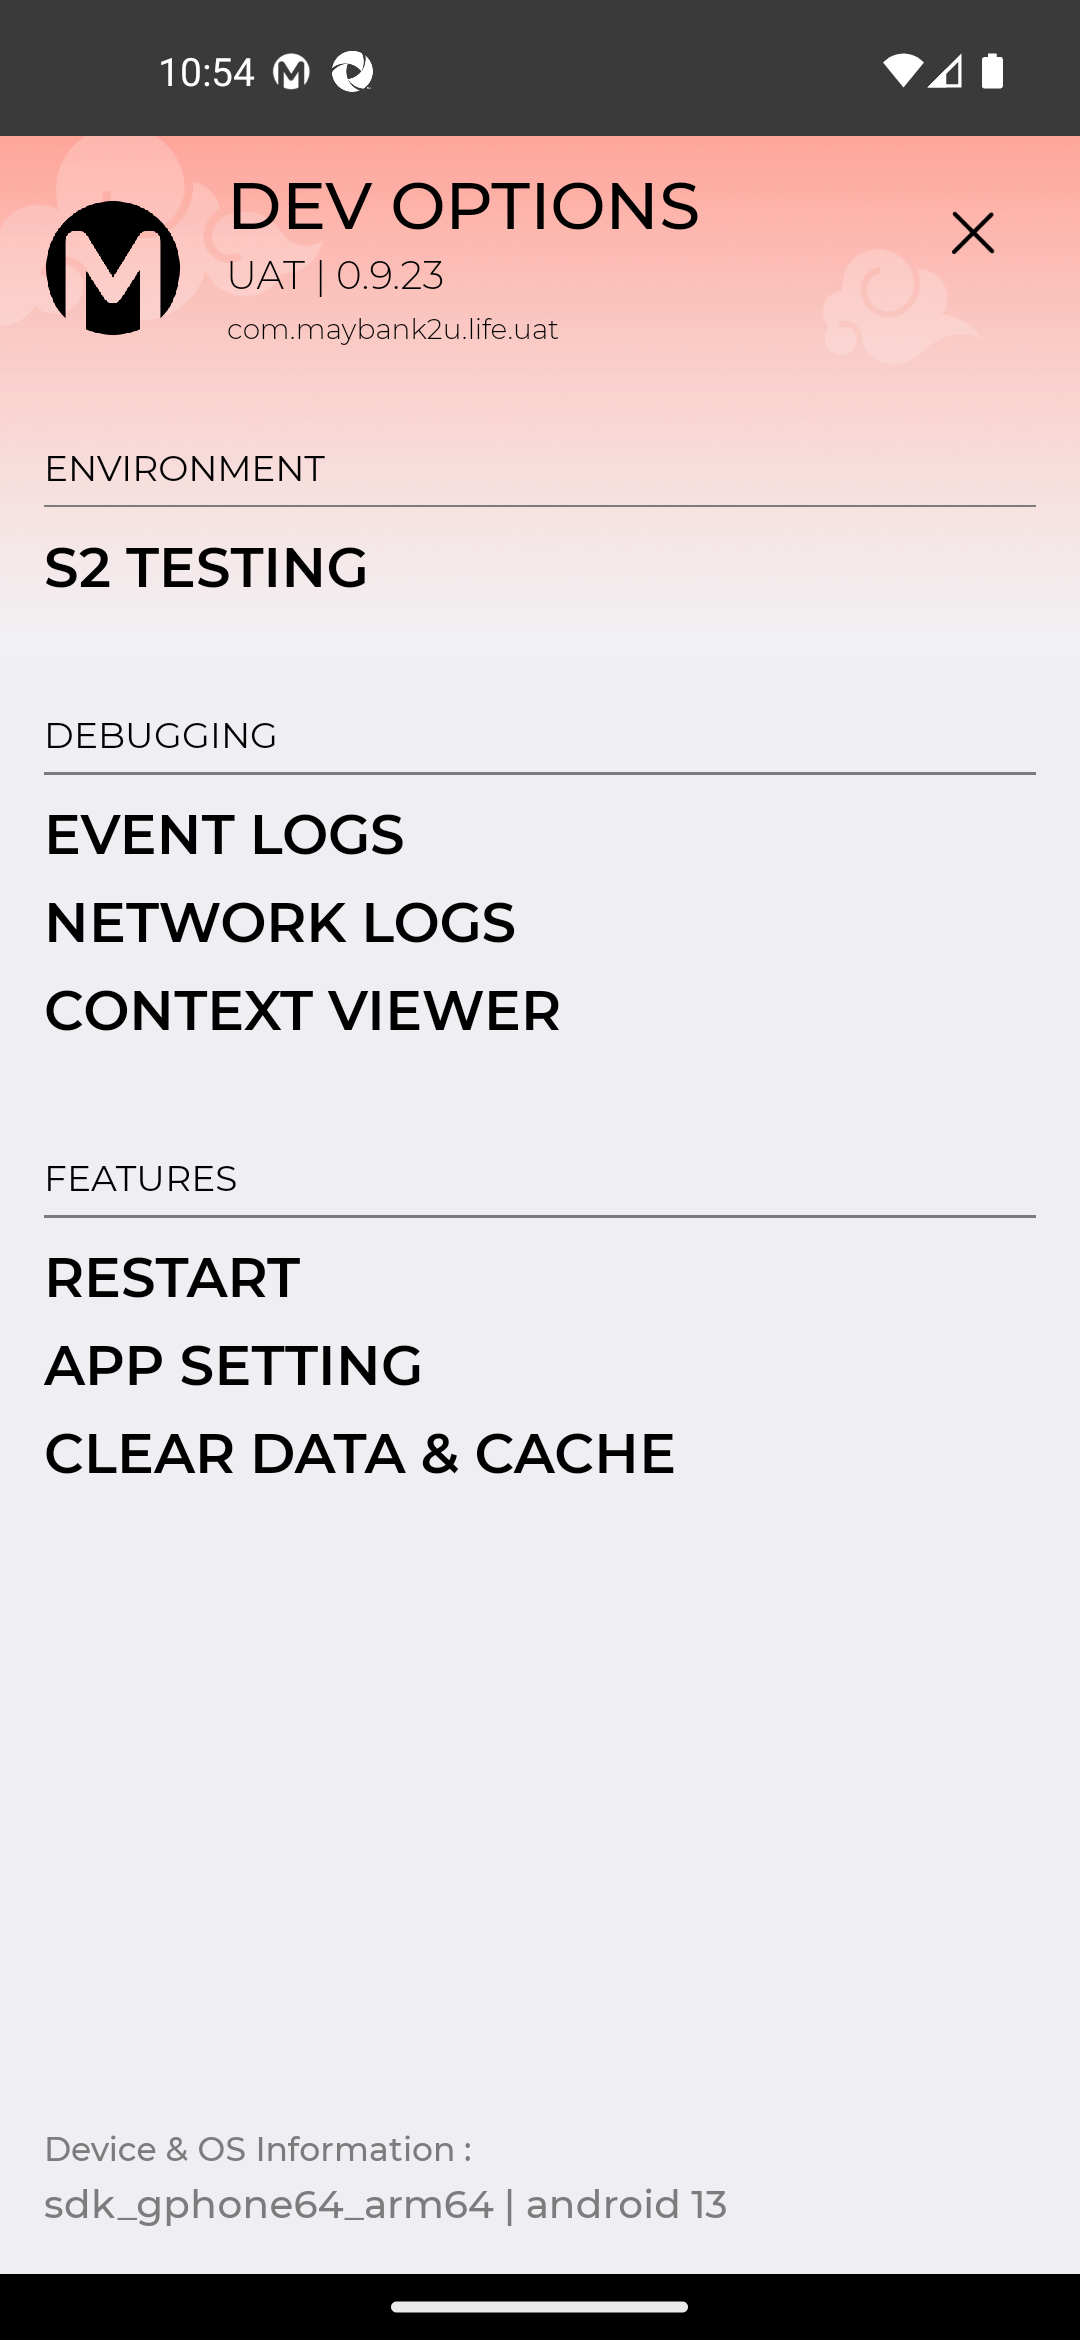 10:54
DEV OPTIONS
UAT | 0.9.23
com.maybank2u.life.uat
ENVIRONMENT
S2 TESTING
DEBUGGING
EVENT LOGS
NETWORK LOGS
CONTEXT VIEWER
FEATURES
RESTART
APP SETTING
CLEAR DATA & CACHE
Device & OS Information :
sdk_gphone64_arm64 | android 13